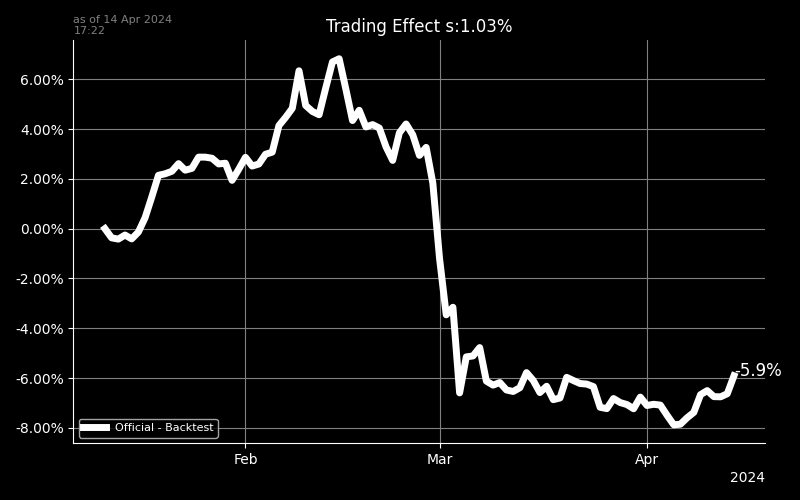 as of 14 Apr 2024
17:22
Trading Effect s:1.03%
6.00%
4.00%
2.00%
0.00%
-2.00%
-4.00%
-6.00%
-8.00%
-5.9%
Official - Backtest
Feb
Mar
Apr
2024